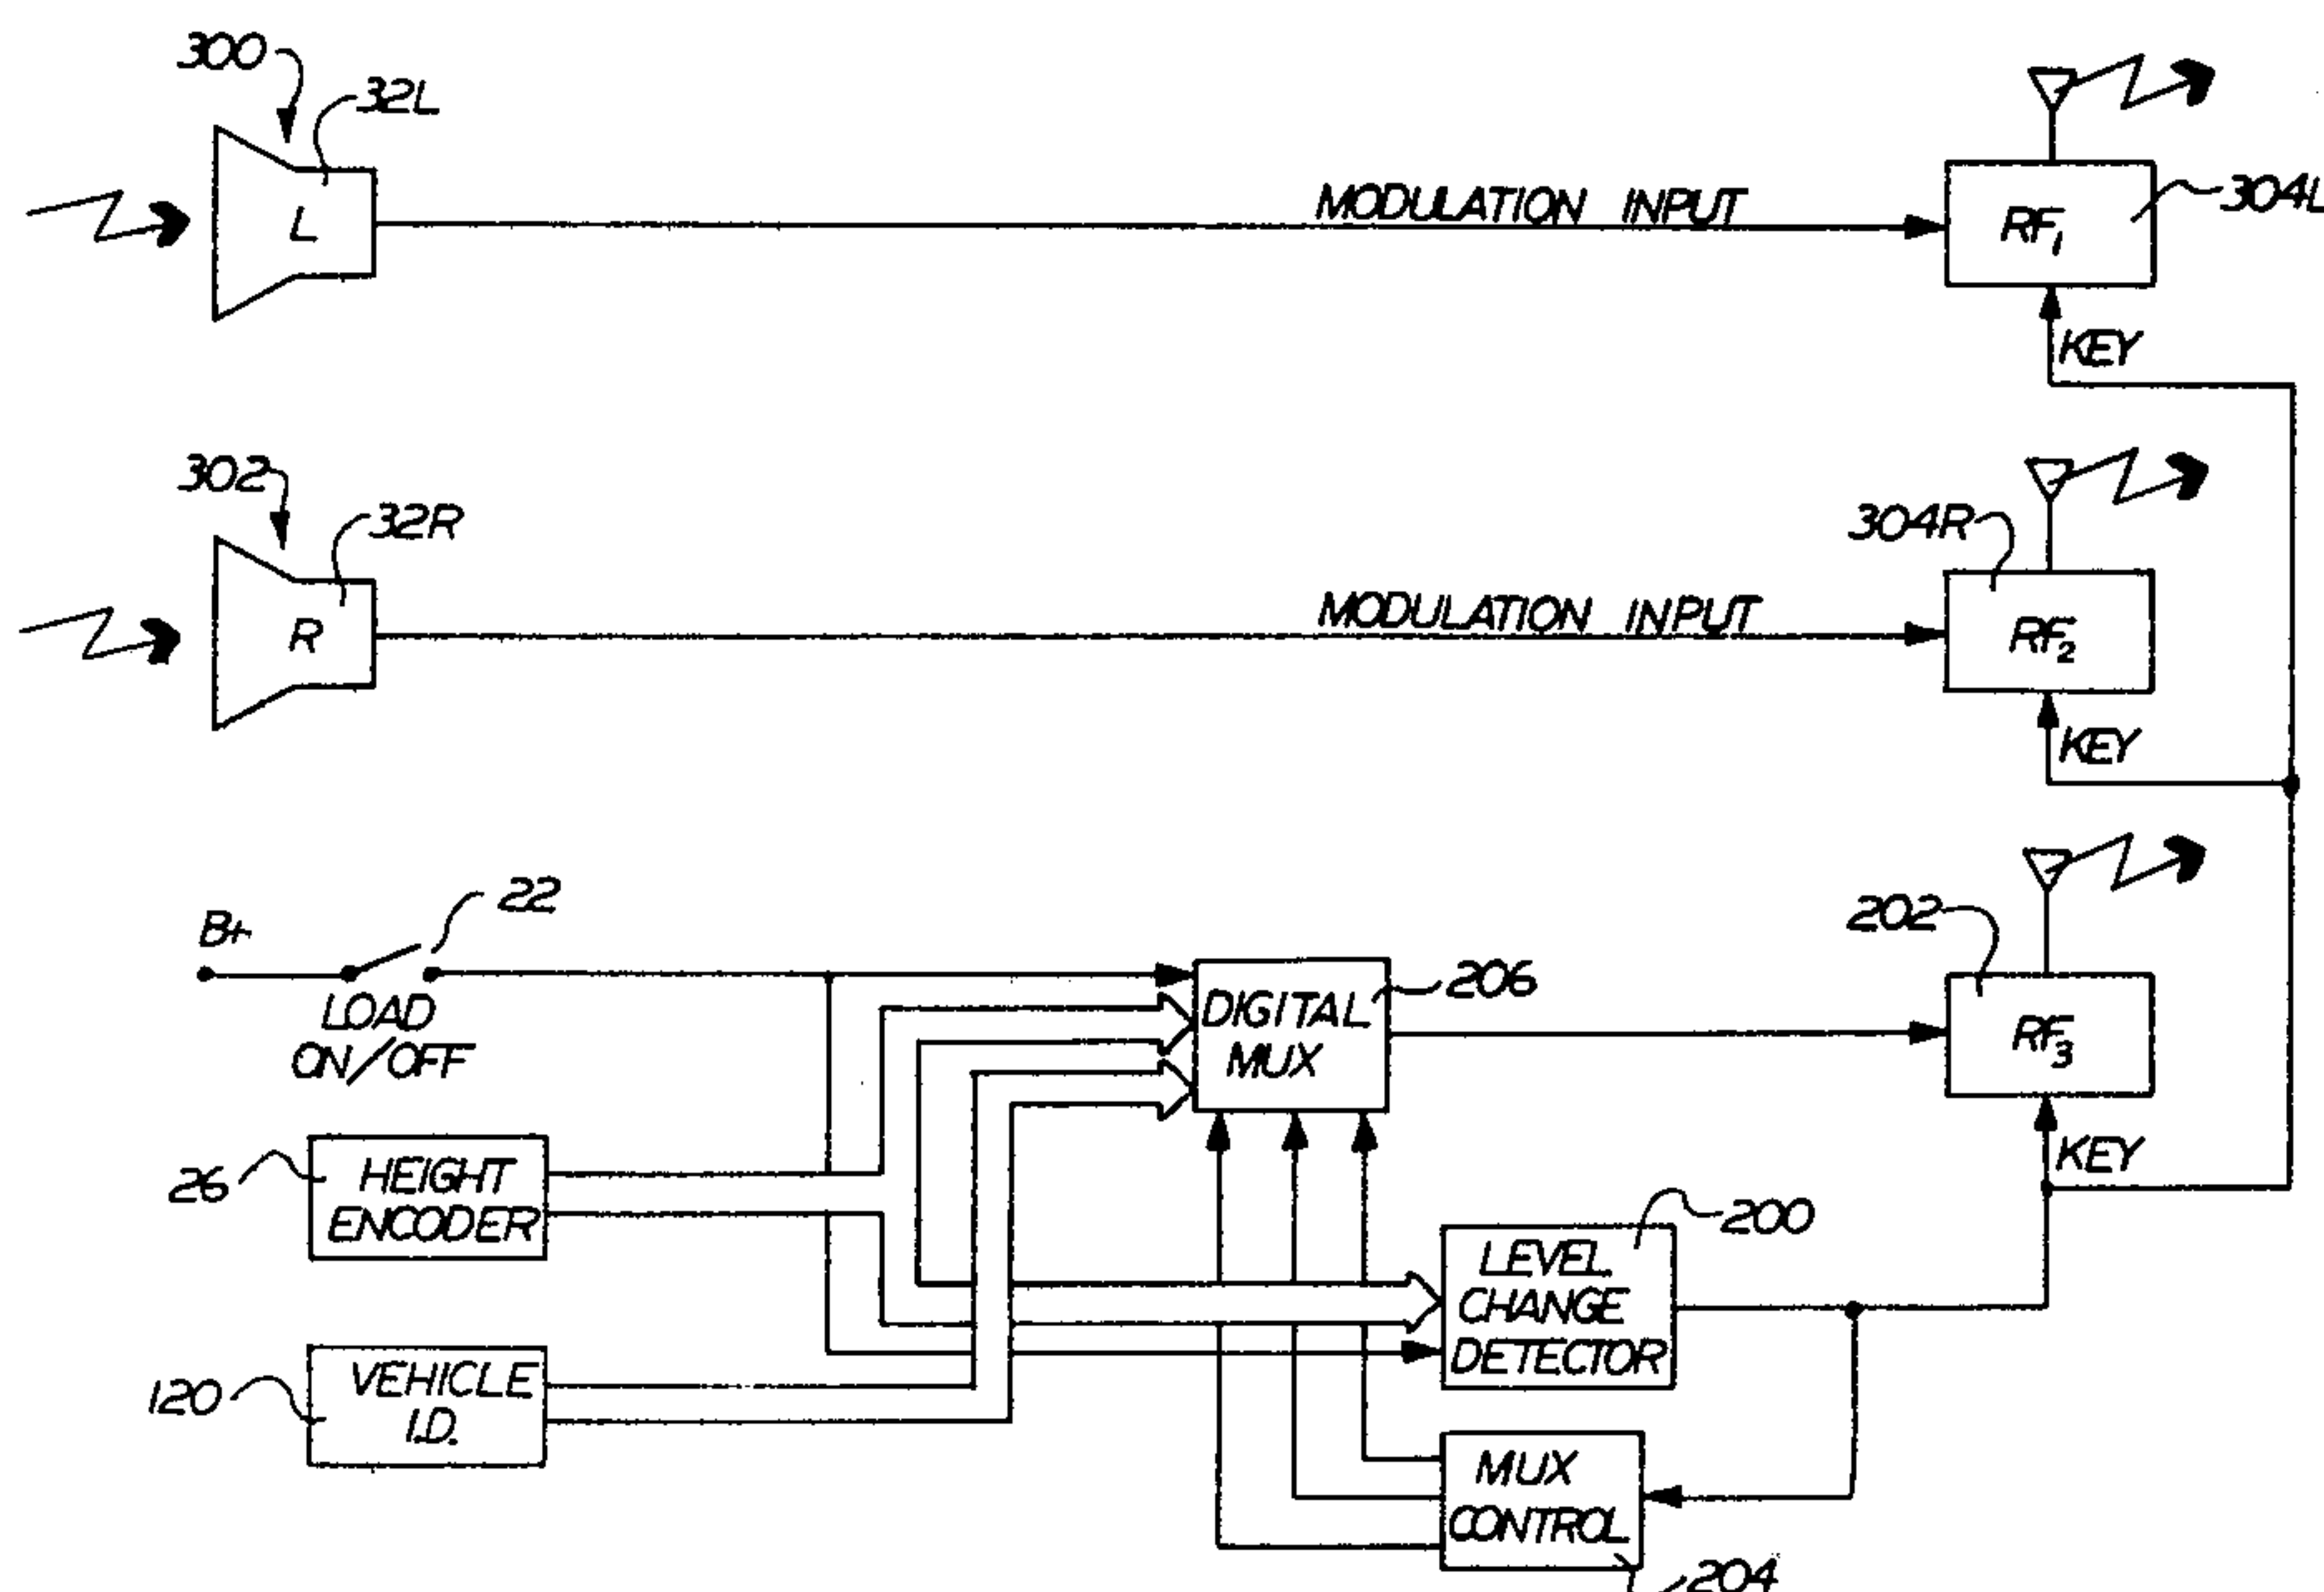 300
32L
L
MODULATION INPUT
RF1
304L
KEY
302
32R
R
MODULATION INPUT
304R
RF2
KEY
B+
22
LOAD
ON/OFF
DIGITAL
MUX
206
202
RF3
KEY
26
HEIGHT
ENCODER
200
LEVEL
CHANGE
DETECTOR
120
VEHICLE
I.D.
MUX
CONTROL
204